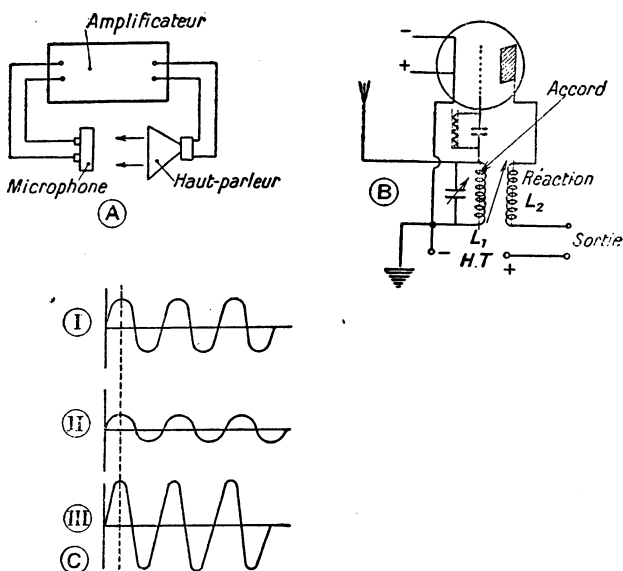 Amplificateur
Microphone
Haut-parleur
A
-
+
Accord
B
Réaction
L1
L2
Sortie
-
H.T
+
I
II
III
C